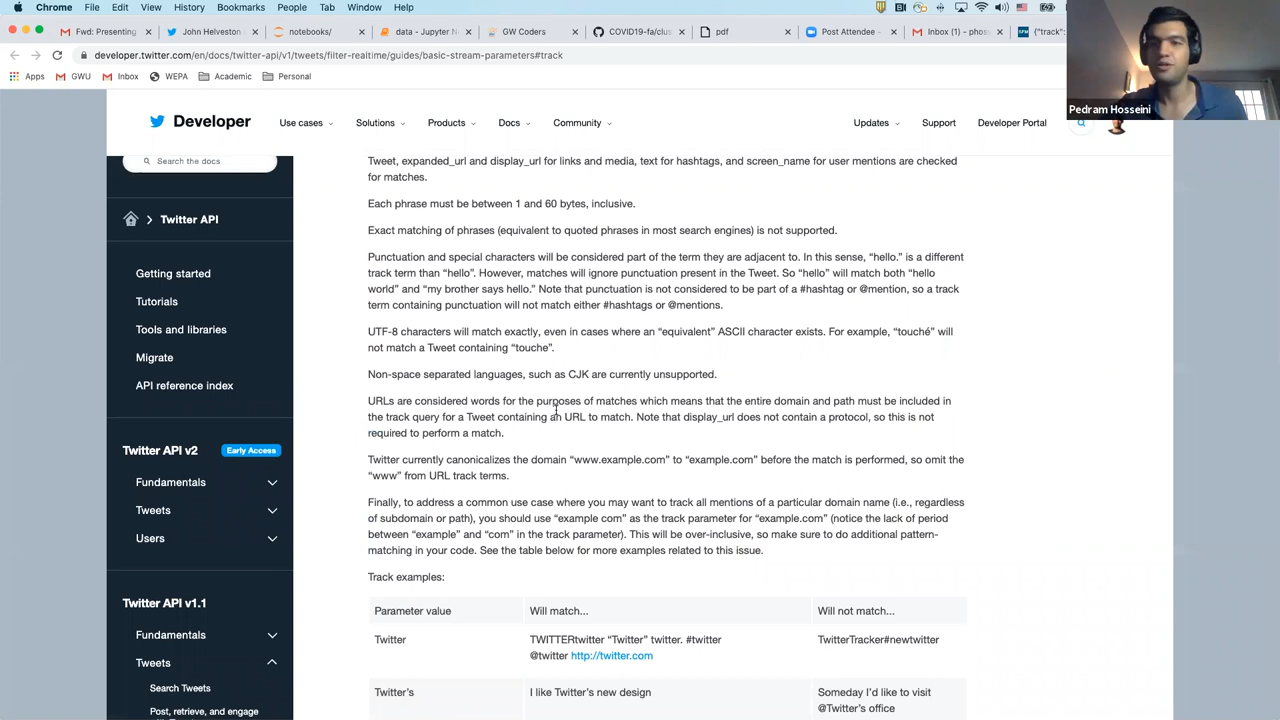 Chrome File Edit View History Bookmarks People Tab Window Help
Fwd: Presenting
John Helveston
notebooks/
data - Jupyter N
GW Coders
COVID19-fa/clus
pdf
Post Attendee -
Inbox (1) – phos
{"track":
developer.twitter.com/en/docs/twitter-api/v1/tweets/filter-realtime/guides/basic-stream-parameters#track
Apps GWU Inbox WEPA Academic Personal
Pedram Hosseini
Developer Use cases Solutions Products Docs Community Updates Support Developer Portal
Search the docs
Twitter API
Getting started
Tutorials
Tools and libraries
Migrate
API reference index
Twitter API v2 Early Access
Fundamentals
Tweets
Users
Twitter API v1.1
Fundamentals
Tweets
Search Tweets
Post, retrieve, and engage
Tweet, expanded_url and display_url for links and media, text for hashtags, and screen_name for user mentions are checked
for matches.
Each phrase must be between 1 and 60 bytes, inclusive.
Exact matching of phrases (equivalent to quoted phrases in most search engines) is not supported.
Punctuation and special characters will be considered part of the term they are adjacent to. In this sense, “hello.” is a different
track term than “hello”. However, matches will ignore punctuation present in the Tweet. So “hello” will match both “hello
world” and “my brother says hello.” Note that punctuation is not considered to be part of a #hashtag or @mention, so a track
term containing punctuation will not match either #hashtags or @mentions.
UTF-8 characters will match exactly, even in cases where an “equivalent” ASCII character exists. For example, “touché” will
not match a Tweet containing “touche”.
Non-space separated languages, such as CJK are currently unsupported.
URLs are considered words for the purposes of matches which means that the entire domain and path must be included in
the track query for a Tweet containing an URL to match. Note that display_url does not contain a protocol, so this is not
required to perform a match.
Twitter currently canonicalizes the domain “www.example.com” to “example.com” before the match is performed, so omit the
“www” from URL track terms.
Finally, to address a common use case where you may want to track all mentions of a particular domain name (i.e., regardless
of subdomain or path), you should use “example com” as the track parameter for “example.com” (notice the lack of period
between “example” and “com” in the track parameter). This will be over-inclusive, so make sure to do additional pattern-
matching in your code. See the table below for more examples related to this issue.
Track examples:
Parameter value Will match... Will not match...
Twitter TWITTERtwitter “Twitter” twitter. #twitter TwitterTracker#newtwitter
@twitter http://twitter.com
Twitter’s I like Twitter’s new design Someday I’d like to visit
@Twitter’s office